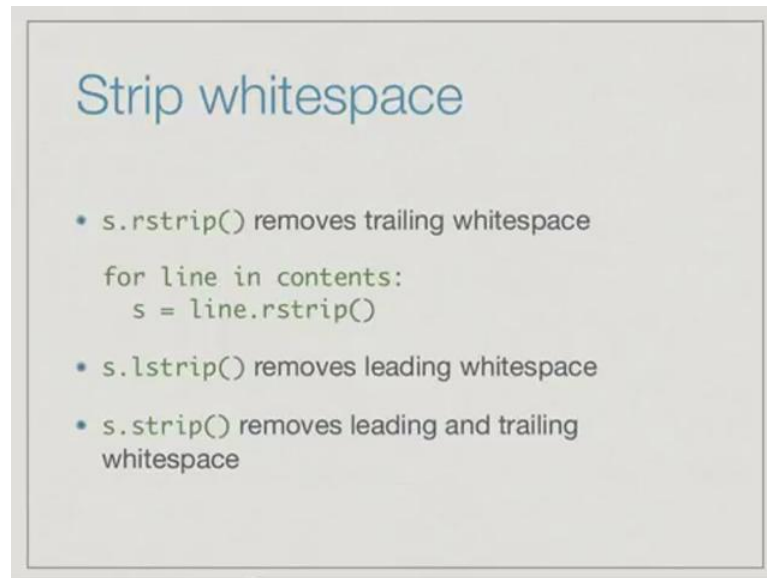 Strip whitespace
• s.rstrip() removes trailing whitespace
for line in contents:
  s = line.rstrip()
• s.lstrip() removes leading whitespace
• s.strip() removes leading and trailing
whitespace